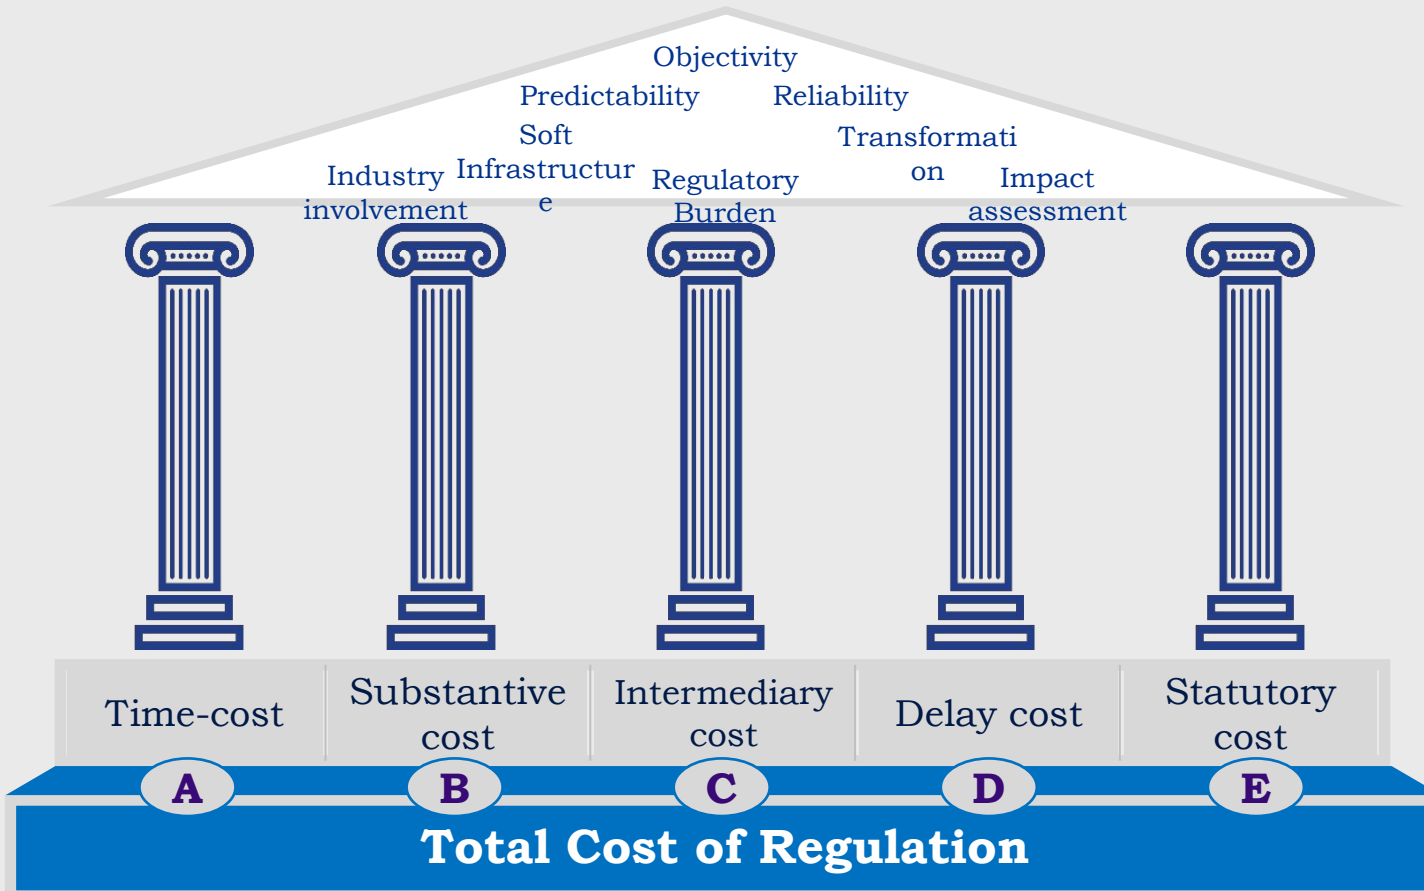 Objectivity
Predictability
Reliability
Soft
Infrastructur
e
Transformati
on
Industry
involvement
Regulatory
Burden
Impact
assessment
Time-cost
Substantive
cost
Intermediary
cost
Delay cost
Statutory
cost
A
B
C
D
E
Total Cost of Regulation